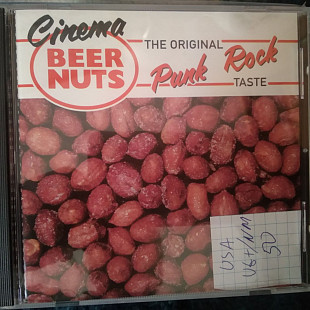 Cinema
BEER
NUTS
THE ORIGINAL
Punk Rock
TASTE
USA
VG+/NM
50